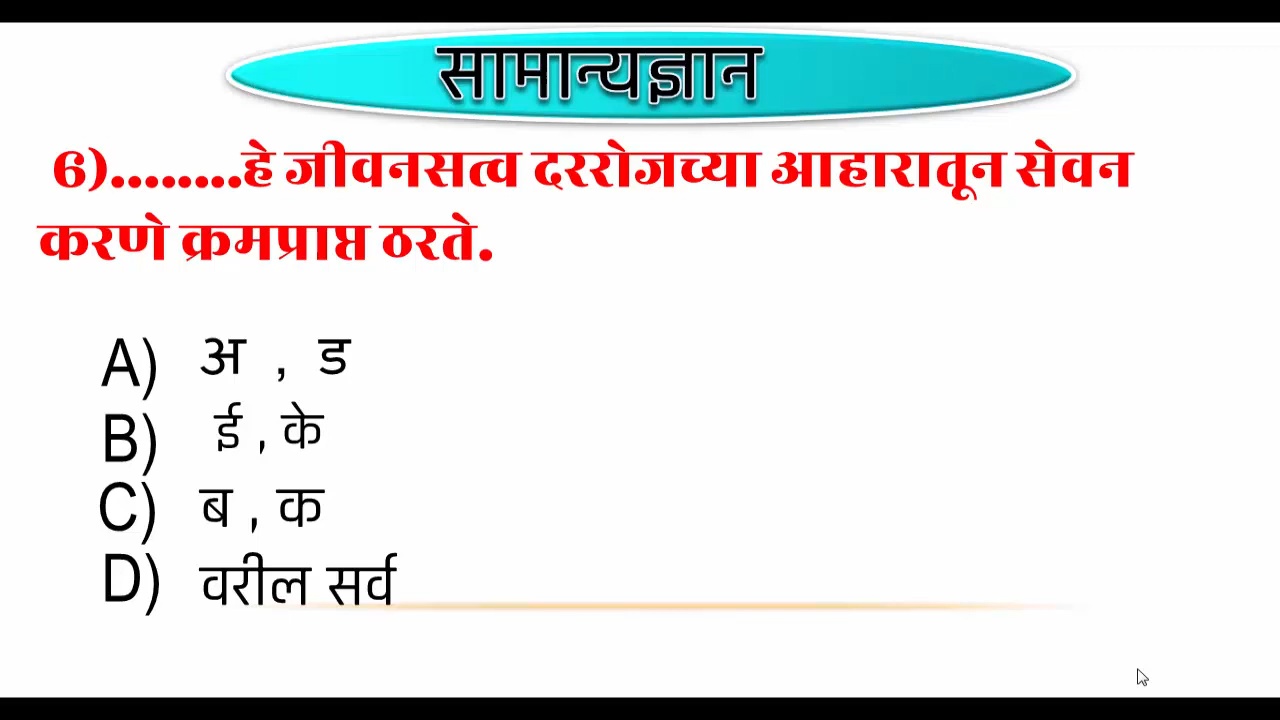 सामान्यज्ञान
6)........हे जीवनसत्व दररोजच्या आहारातून सेवन
करणे क्रमप्राप्त ठरते.
A) अ , ड
B) ई , के
C) ब , क
D) वरील सर्व